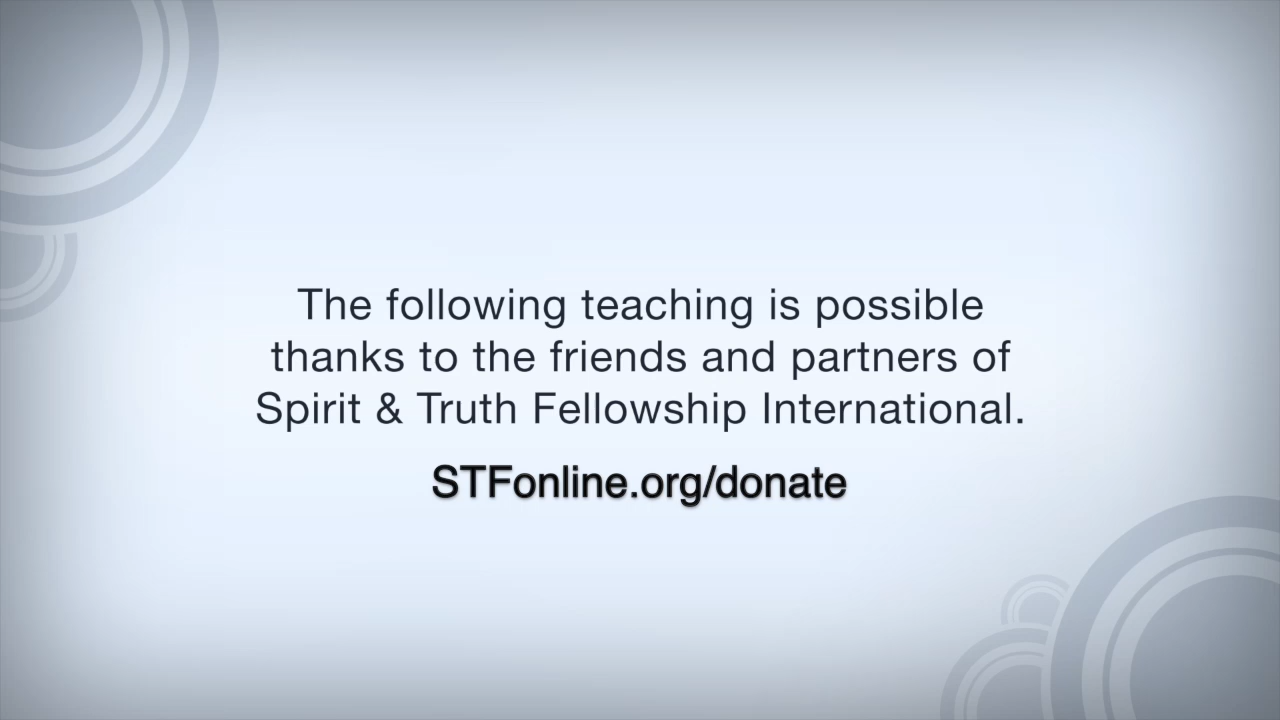 The following teaching is possible
thanks to the friends and partners of
Spirit & Truth Fellowship International.
STFonline.org/donate